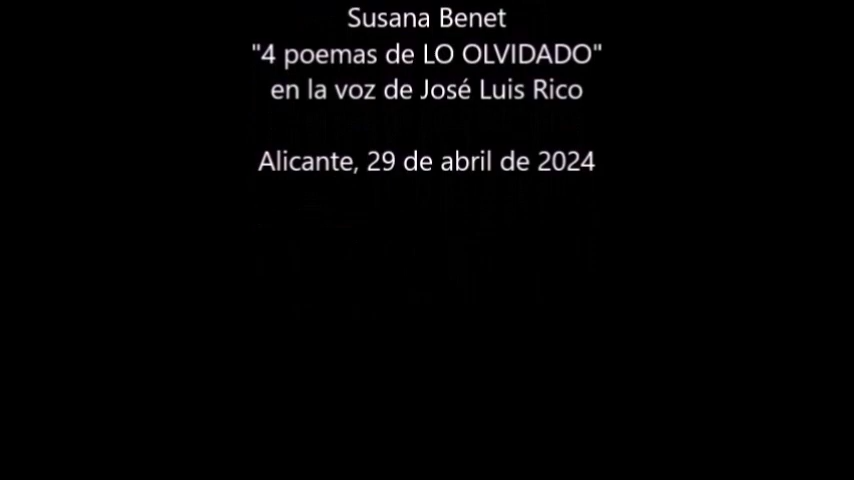 Susana Benet
"4 poemas de LO OLVIDADO"
en la voz de José Luis Rico
Alicante, 29 de abril de 2024